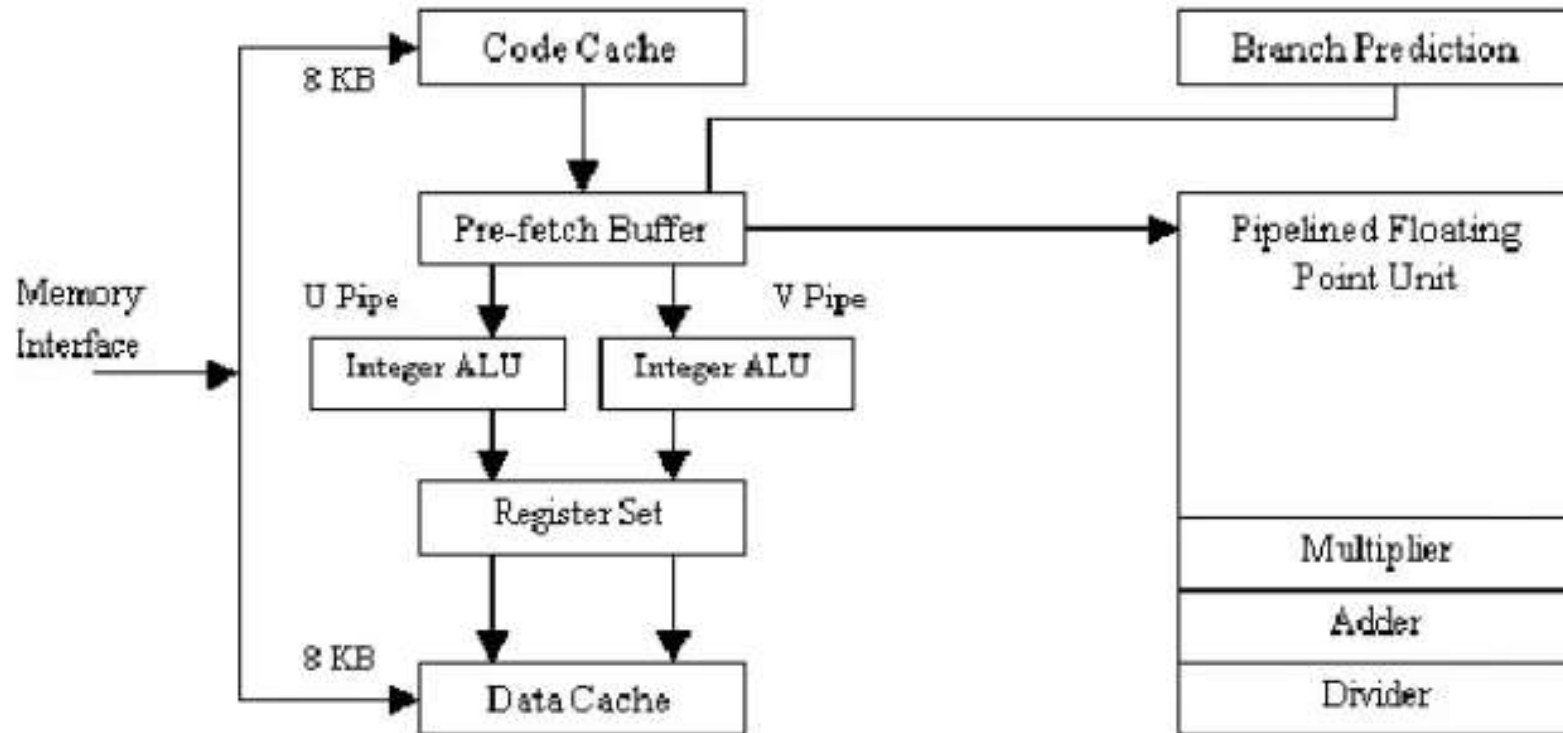 Code Cache
Branch Prediction
8 KB
Pre-fetch Buffer
Pipelined Floating
Point Unit
Memory
Interface
U Pipe
V Pipe
Integer ALU
Integer ALU
Register Set
Multiplier
Adder
8 KB
Data Cache
Divider